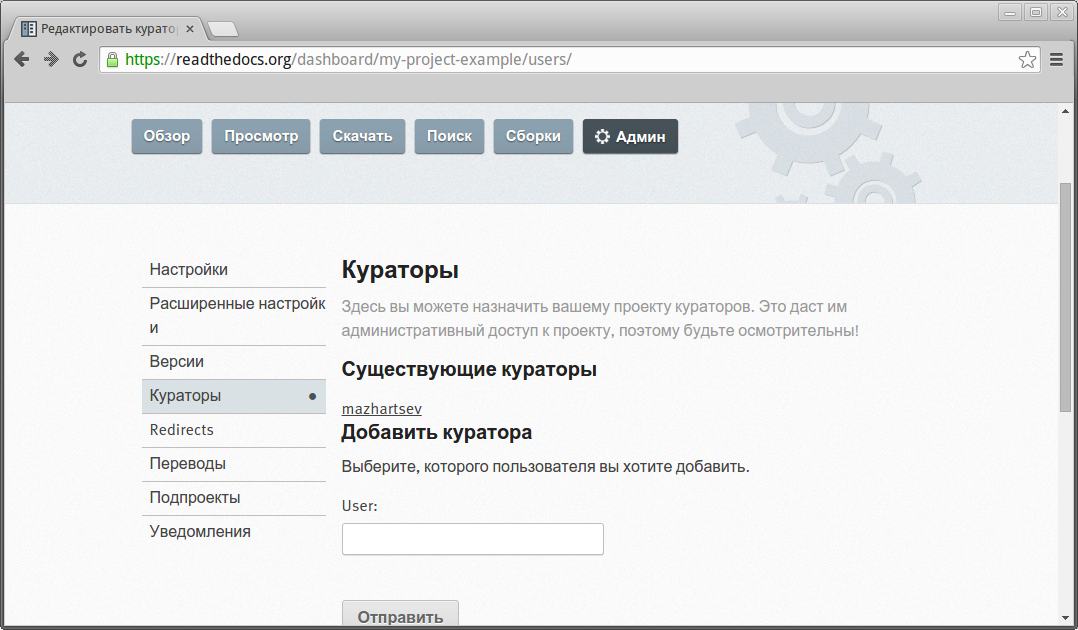 Редактировать курато
https://readthedocs.org/dashboard/my-project-example/users/
Обзор Просмотр Скачать Поиск Сборки Админ
Настройки
Расширенные настройк
и
Версии
Кураторы
Redirects
Переводы
Подпроекты
Уведомления
Кураторы
Здесь вы можете назначить вашему проекту кураторов. Это даст им
административный доступ к проекту, поэтому будьте осмотрительны!
Существующие кураторы
mazhartsev
Добавить куратора
Выберите, которого пользователя вы хотите добавить.
User:
Отправить